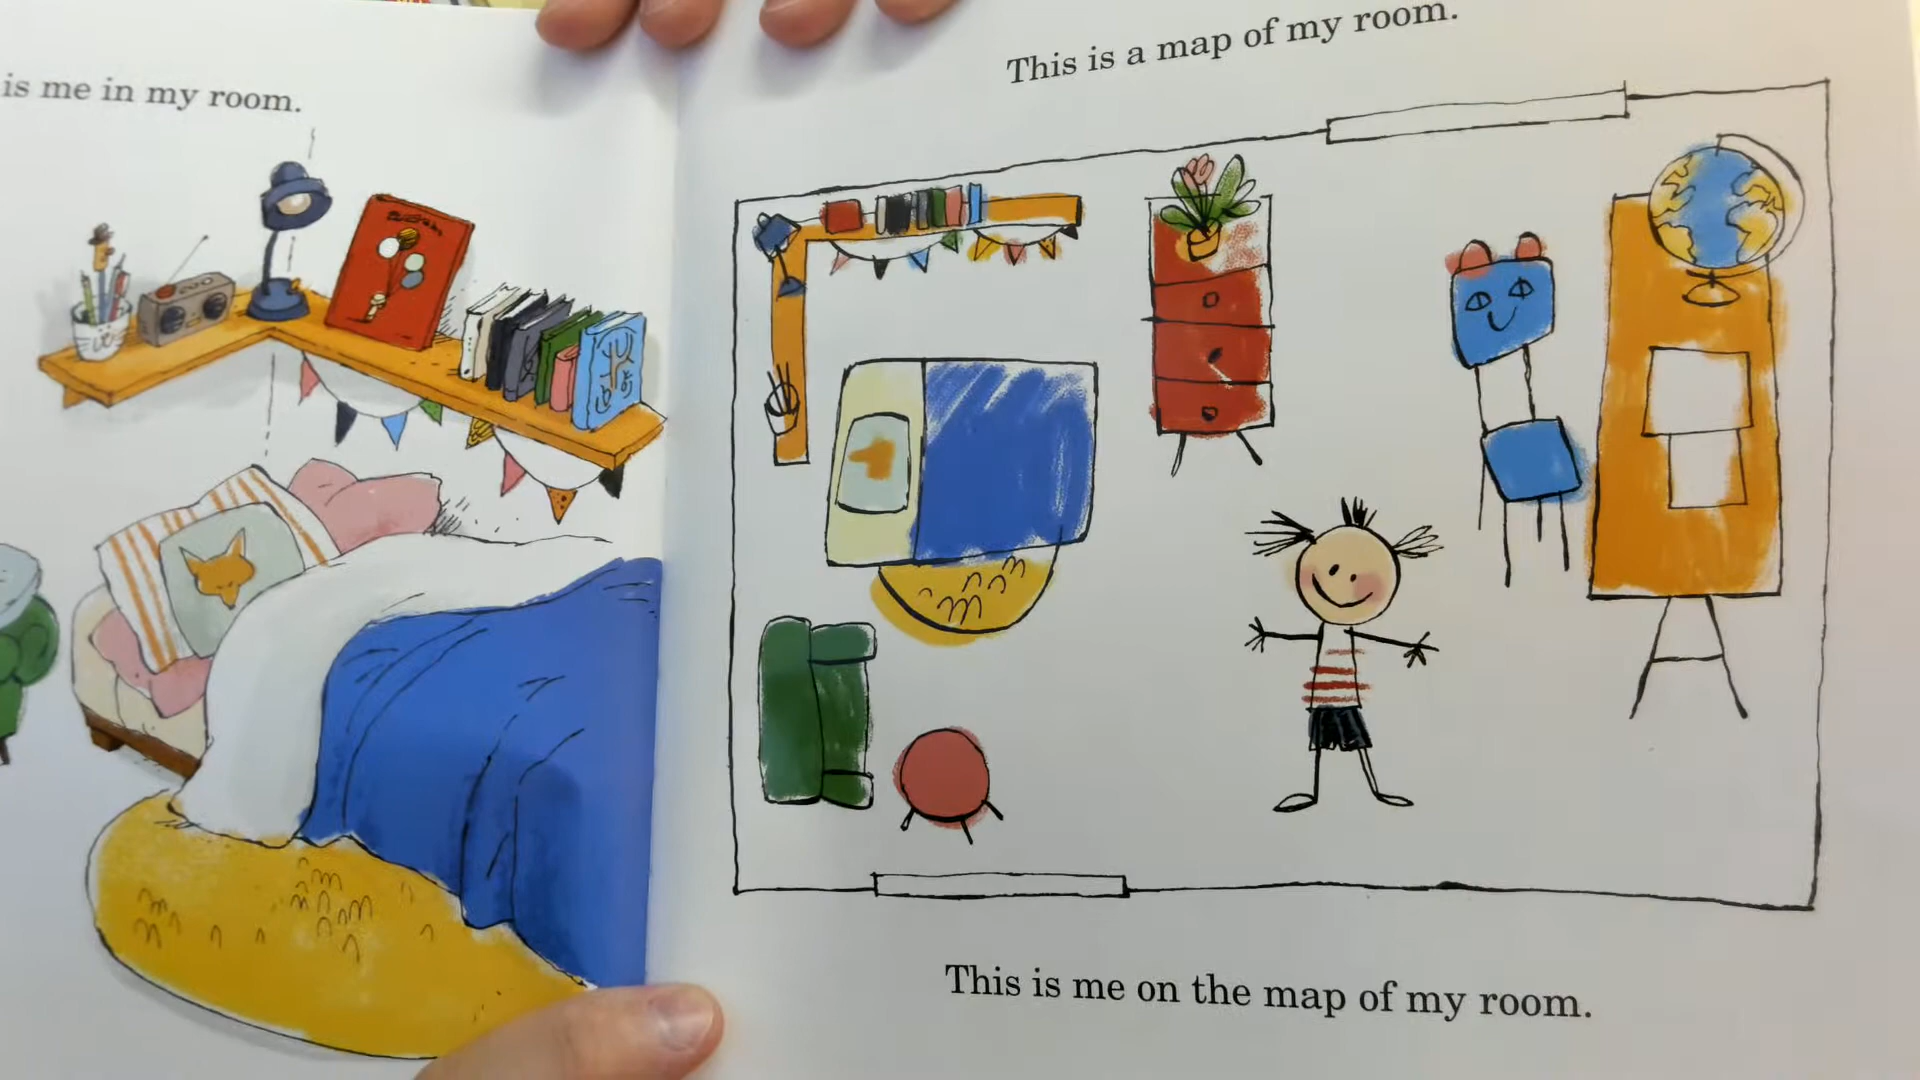 is me in my room.
This is a map of my room.
This is me on the map of my room.